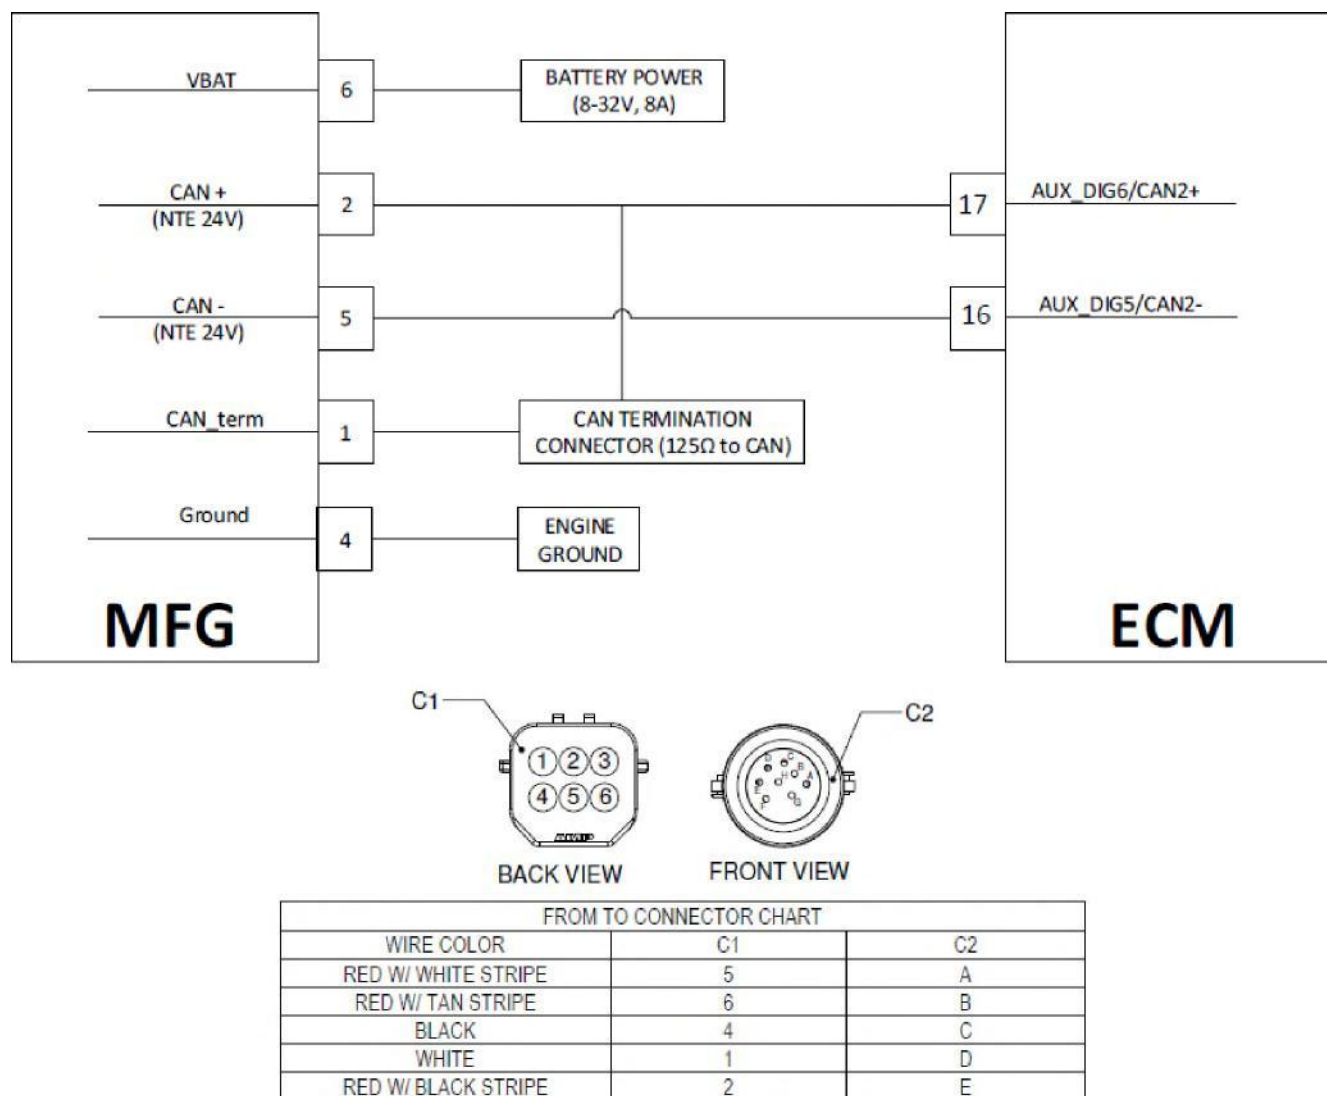 VBAT
6
BATTERY POWER
(8-32V, 8A)
CAN +
(NTE 24V)
2
17
AUX_DIG6/CAN2+
CAN -
(NTE 24V)
5
16
AUX_DIG5/CAN2-
CAN_term
1
CAN TERMINATION
CONNECTOR (125Ω to CAN)
Ground
4
ENGINE
GROUND
MFG
ECM
C1
C2
1 2 3
4 5 6
AMP
D C B A
E H
F G
BACK VIEW
FRONT VIEW
FROM TO CONNECTOR CHART
WIRE COLOR C1 C2
RED W/ WHITE STRIPE 5 A
RED W/ TAN STRIPE 6 B
BLACK 4 C
WHITE 1 D
RED W/ BLACK STRIPE 2 E